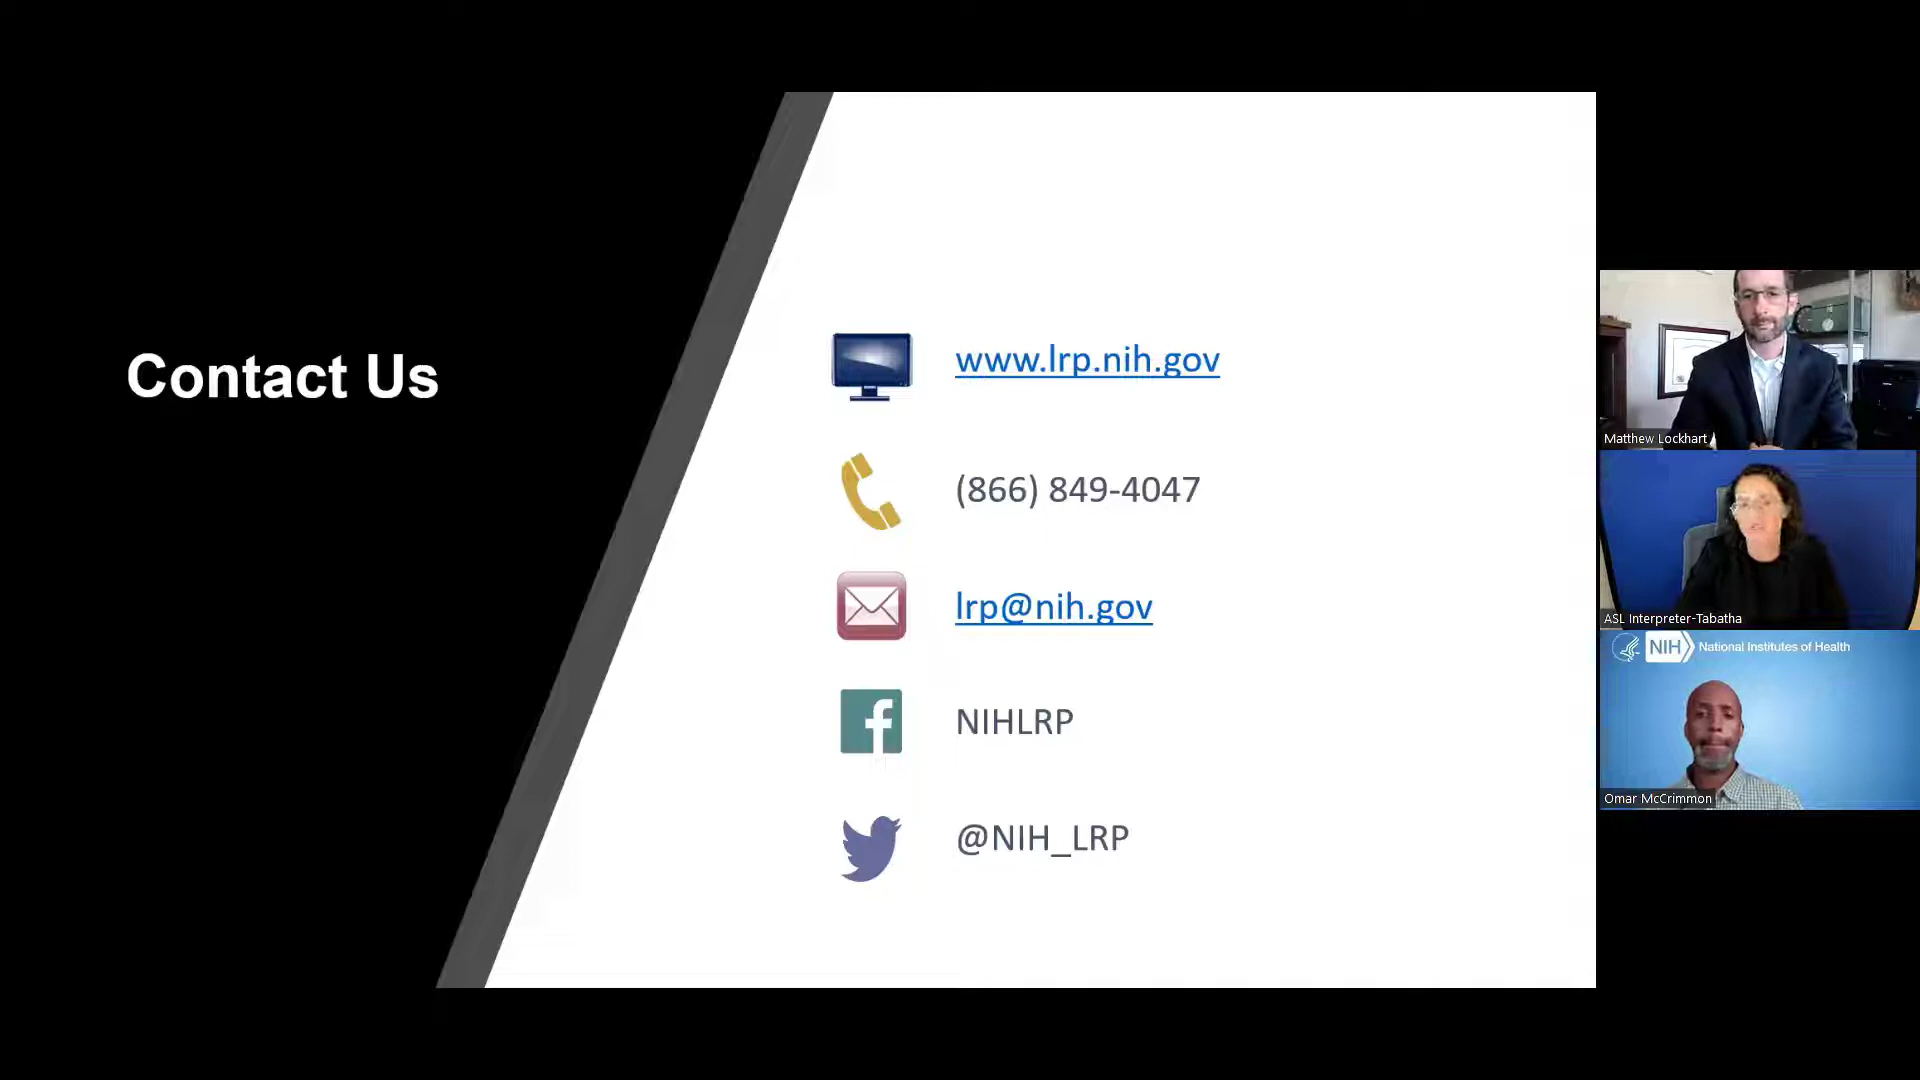 Contact Us
www.lrp.nih.gov
(866) 849-4047
lrp@nih.gov
NIHLRP
@NIH_LRP
Matthew Lockhart
ASL Interpreter-Tabatha
NIH National Institutes of Health
Omar McCrimmon